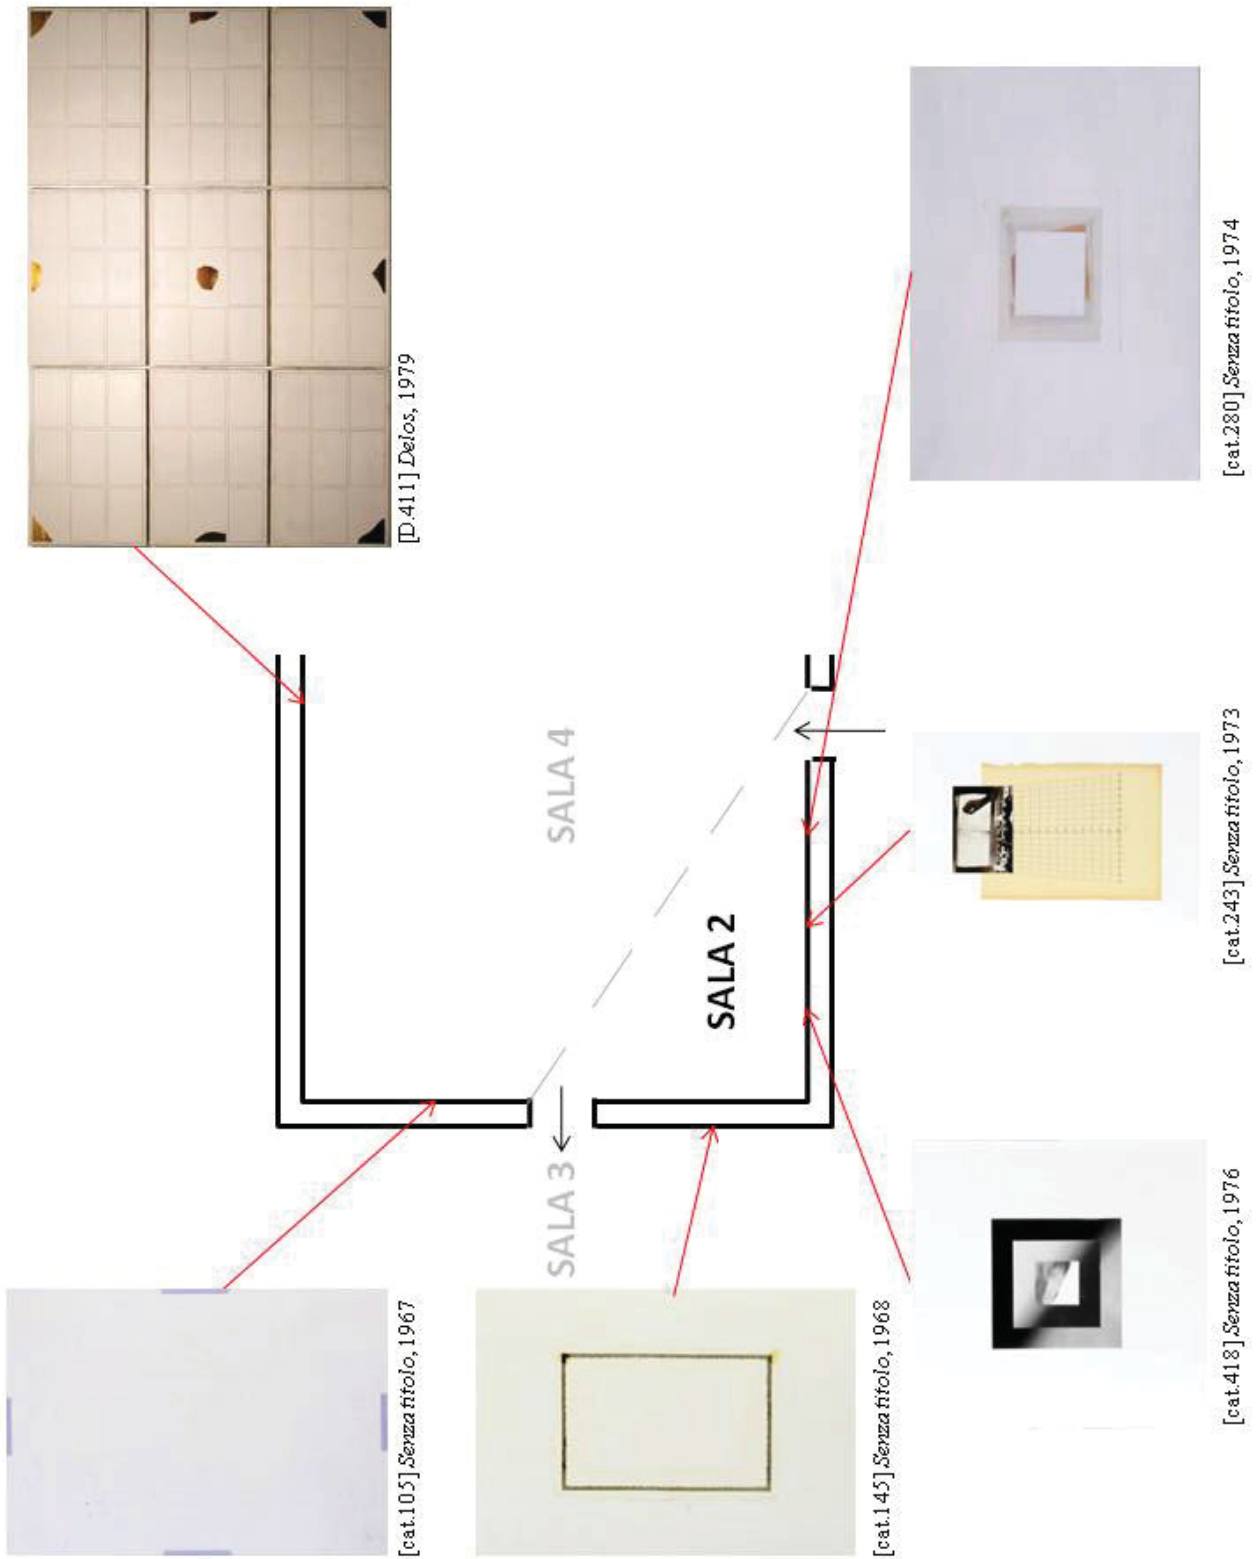 [cat.105] Senza titolo, 1967
[D.411] Delos, 1979
[cat.145] Senza titolo, 1968
SALA 3
SALA 4
SALA 2
[cat.418] Senza titolo, 1976
[cat.243] Senza titolo, 1973
[cat.280] Senza titolo, 1974